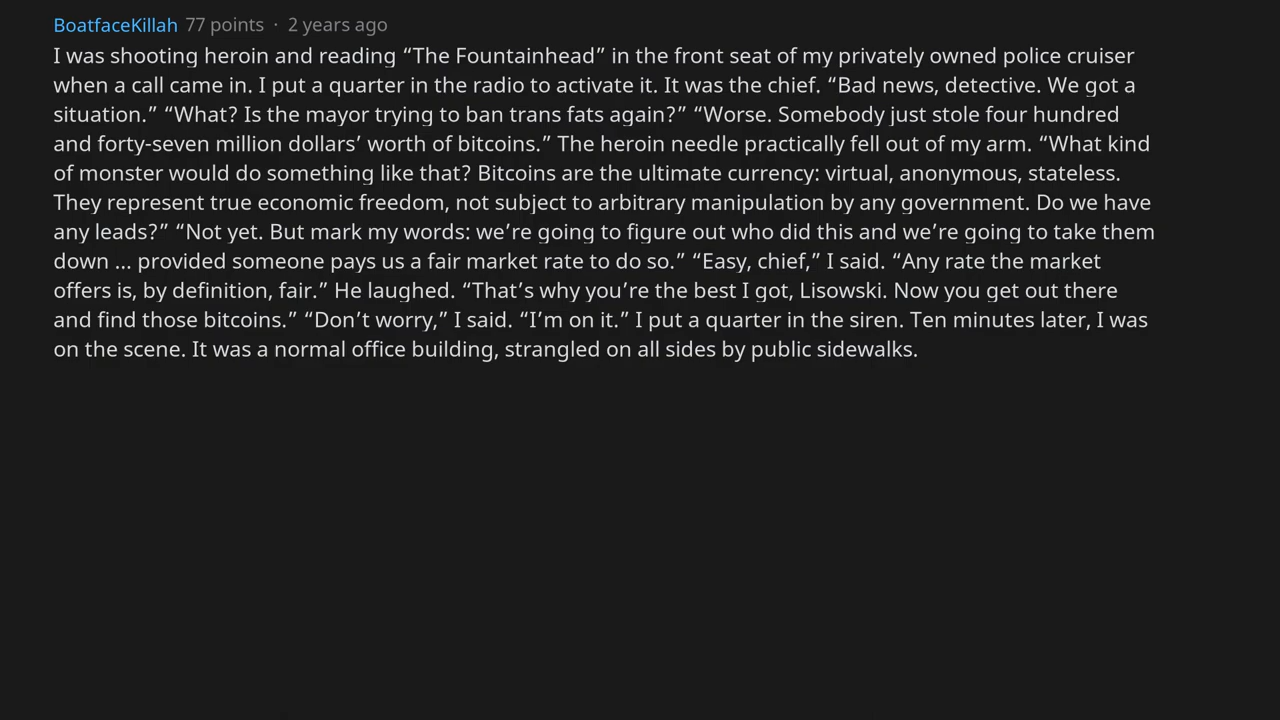 BoatfaceKillah 77 points · 2 years ago
I was shooting heroin and reading “The Fountainhead” in the front seat of my privately owned police cruiser
when a call came in. I put a quarter in the radio to activate it. It was the chief. “Bad news, detective. We got a
situation.” “What? Is the mayor trying to ban trans fats again?” “Worse. Somebody just stole four hundred
and forty-seven million dollars’ worth of bitcoins.” The heroin needle practically fell out of my arm. “What kind
of monster would do something like that? Bitcoins are the ultimate currency: virtual, anonymous, stateless.
They represent true economic freedom, not subject to arbitrary manipulation by any government. Do we have
any leads?” “Not yet. But mark my words: we’re going to figure out who did this and we’re going to take them
down … provided someone pays us a fair market rate to do so.” “Easy, chief,” I said. “Any rate the market
offers is, by definition, fair.” He laughed. “That’s why you’re the best I got, Lisowski. Now you get out there
and find those bitcoins.” “Don’t worry,” I said. “I’m on it.” I put a quarter in the siren. Ten minutes later, I was
on the scene. It was a normal office building, strangled on all sides by public sidewalks.